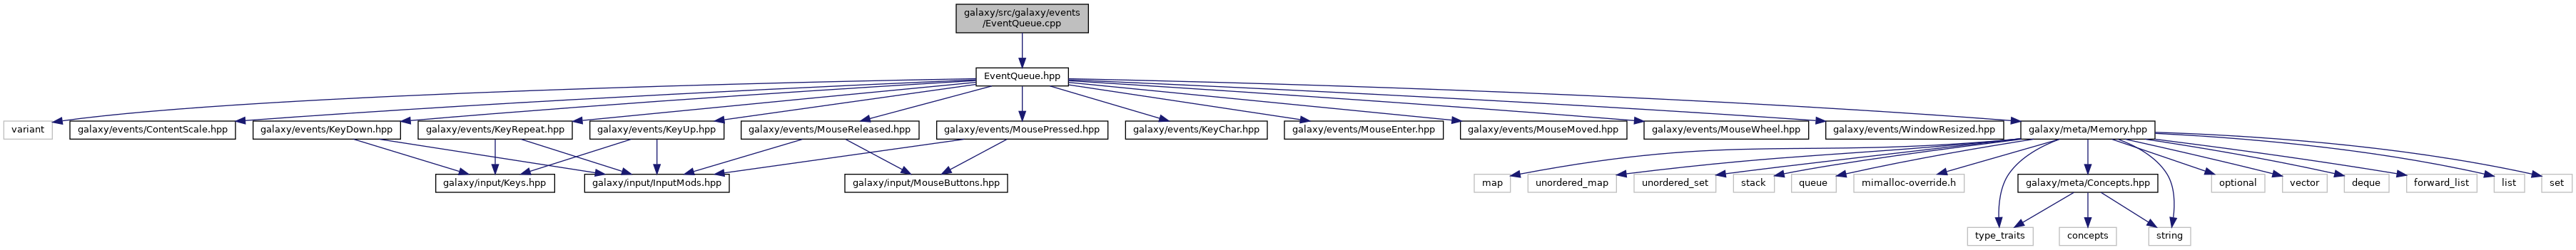 galaxy/src/galaxy/events
/EventQueue.cpp
EventQueue.hpp
variant
galaxy/events/ContentScale.hpp
galaxy/events/KeyDown.hpp
galaxy/events/KeyRepeat.hpp
galaxy/events/KeyUp.hpp
galaxy/events/MouseReleased.hpp
galaxy/events/MousePressed.hpp
galaxy/events/KeyChar.hpp
galaxy/events/MouseEnter.hpp
galaxy/events/MouseMoved.hpp
galaxy/events/MouseWheel.hpp
galaxy/events/WindowResized.hpp
galaxy/meta/Memory.hpp
galaxy/input/Keys.hpp
galaxy/input/InputMods.hpp
galaxy/input/MouseButtons.hpp
map
unordered_map
unordered_set
stack
queue
mimalloc-override.h
galaxy/meta/Concepts.hpp
optional
vector
deque
forward_list
list
set
type_traits
concepts
string